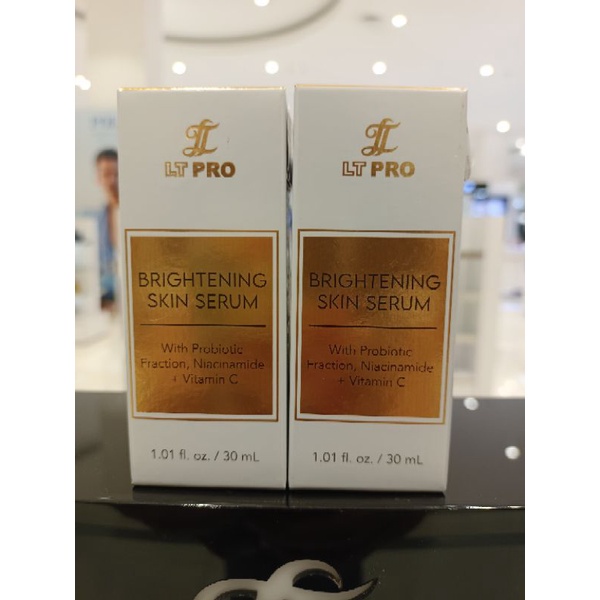 LT PRO
BRIGHTENING
SKIN SERUM
With Probiotic
Fraction, Niacinamide
+ Vitamin C
1.01 fl. oz. / 30 mL
LT PRO
BRIGHTENING
SKIN SERUM
With Probiotic
Fraction, Niacinamide
+ Vitamin C
1.01 fl. oz. / 30 mL